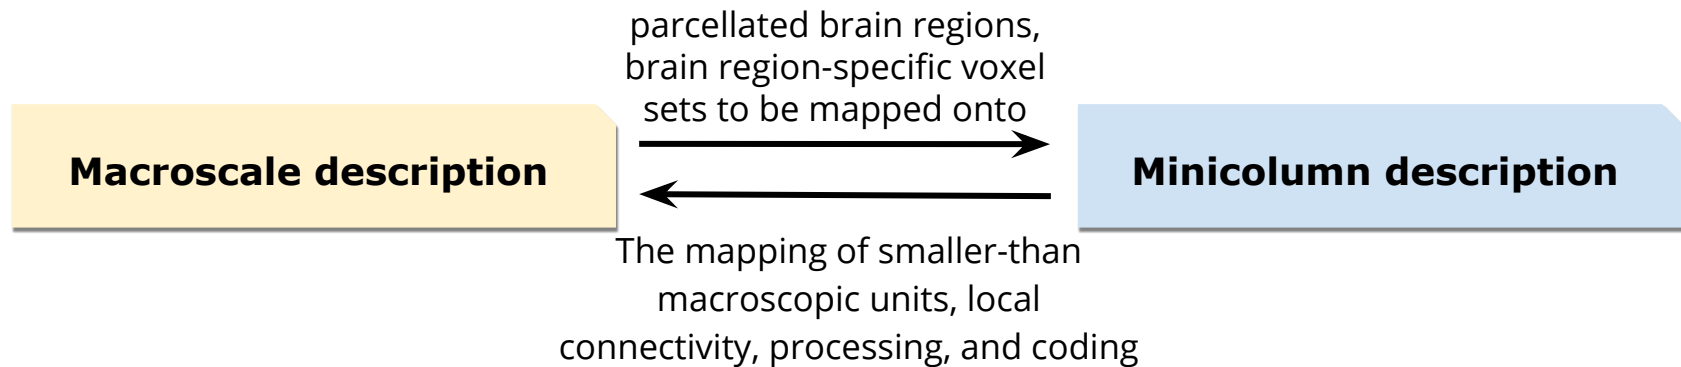 parcellated brain regions,
brain region-specific voxel
sets to be mapped onto
Macroscale description
Minicolumn description
The mapping of smaller-than
macroscopic units, local
connectivity, processing, and coding